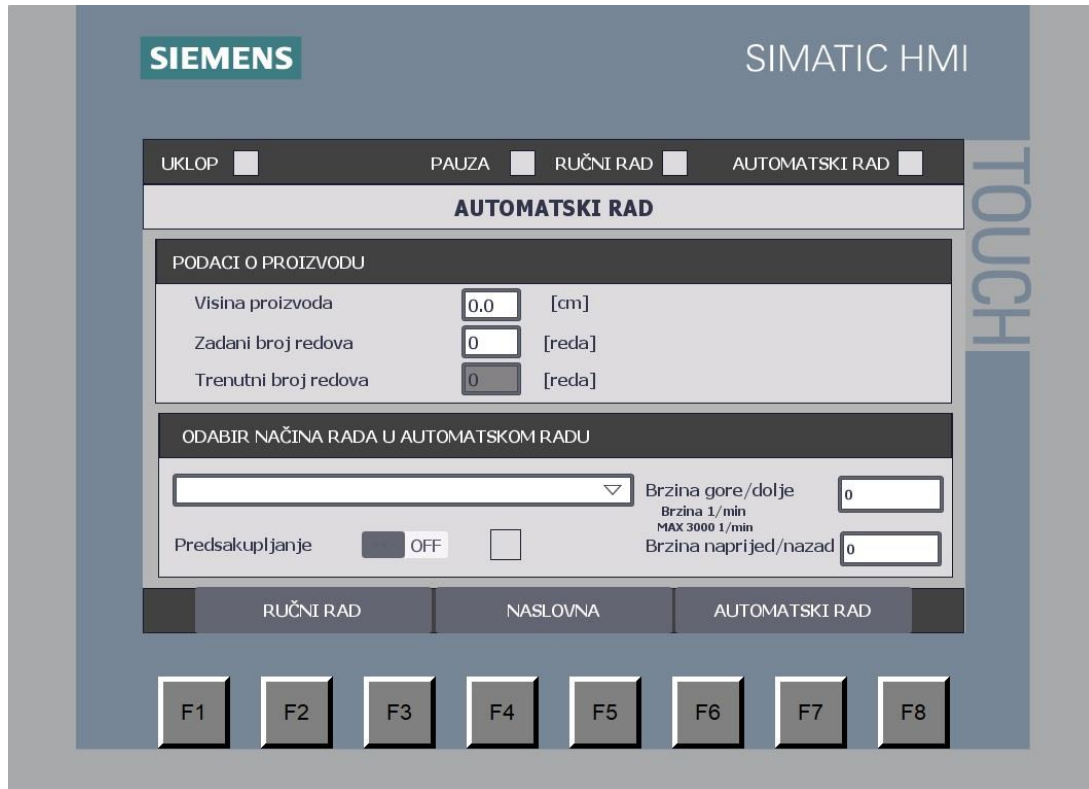 SIEMENS
SIMATIC HMI
TOUCH
UKLOP PAUZA RUČNI RAD AUTOMATSKI RAD
AUTOMATSKI RAD
PODACI O PROIZVODU
Visina proizvoda 0.0 [cm]
Zadani broj redova 0 [reda]
Trenutni broj redova 0 [reda]
ODABIR NAČINA RADA U AUTOMATSKOM RADU
Brzina gore/dolje 0
Brzina 1/min
MAX 3000 1/min
Predsakupljanje OFF Brzina naprijed/nazad 0
RUČNI RAD NASLOVNA AUTOMATSKI RAD
F1 F2 F3 F4 F5 F6 F7 F8